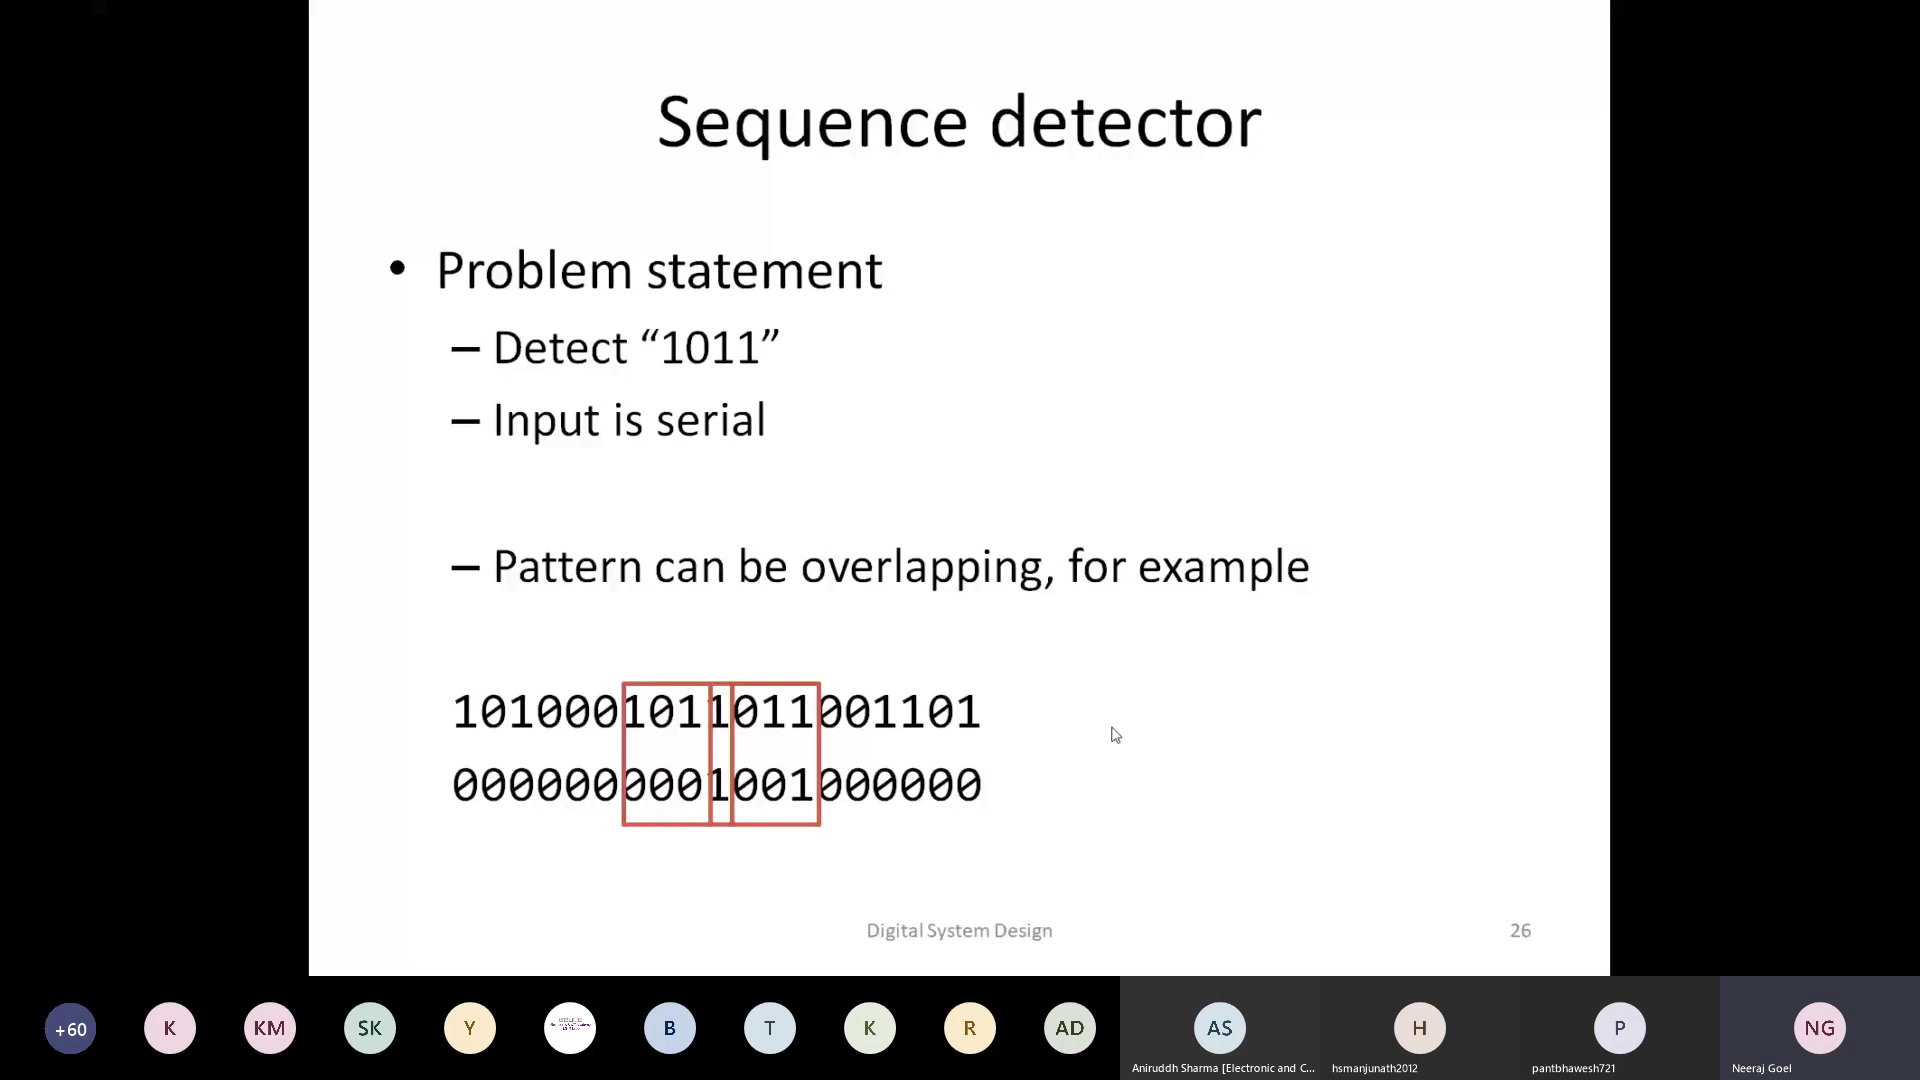 Sequence detector
• Problem statement
– Detect “1011”
– Input is serial
– Pattern can be overlapping, for example
1010001011011001101
0000000001001000000
Digital System Design
26
+60
K
KM
SK
Y
B
T
K
R
AD
AS
H
P
NG
Aniruddh Sharma [Electronic and C...
hsmanjunath2012
pantbhawesh721
Neeraj Goel